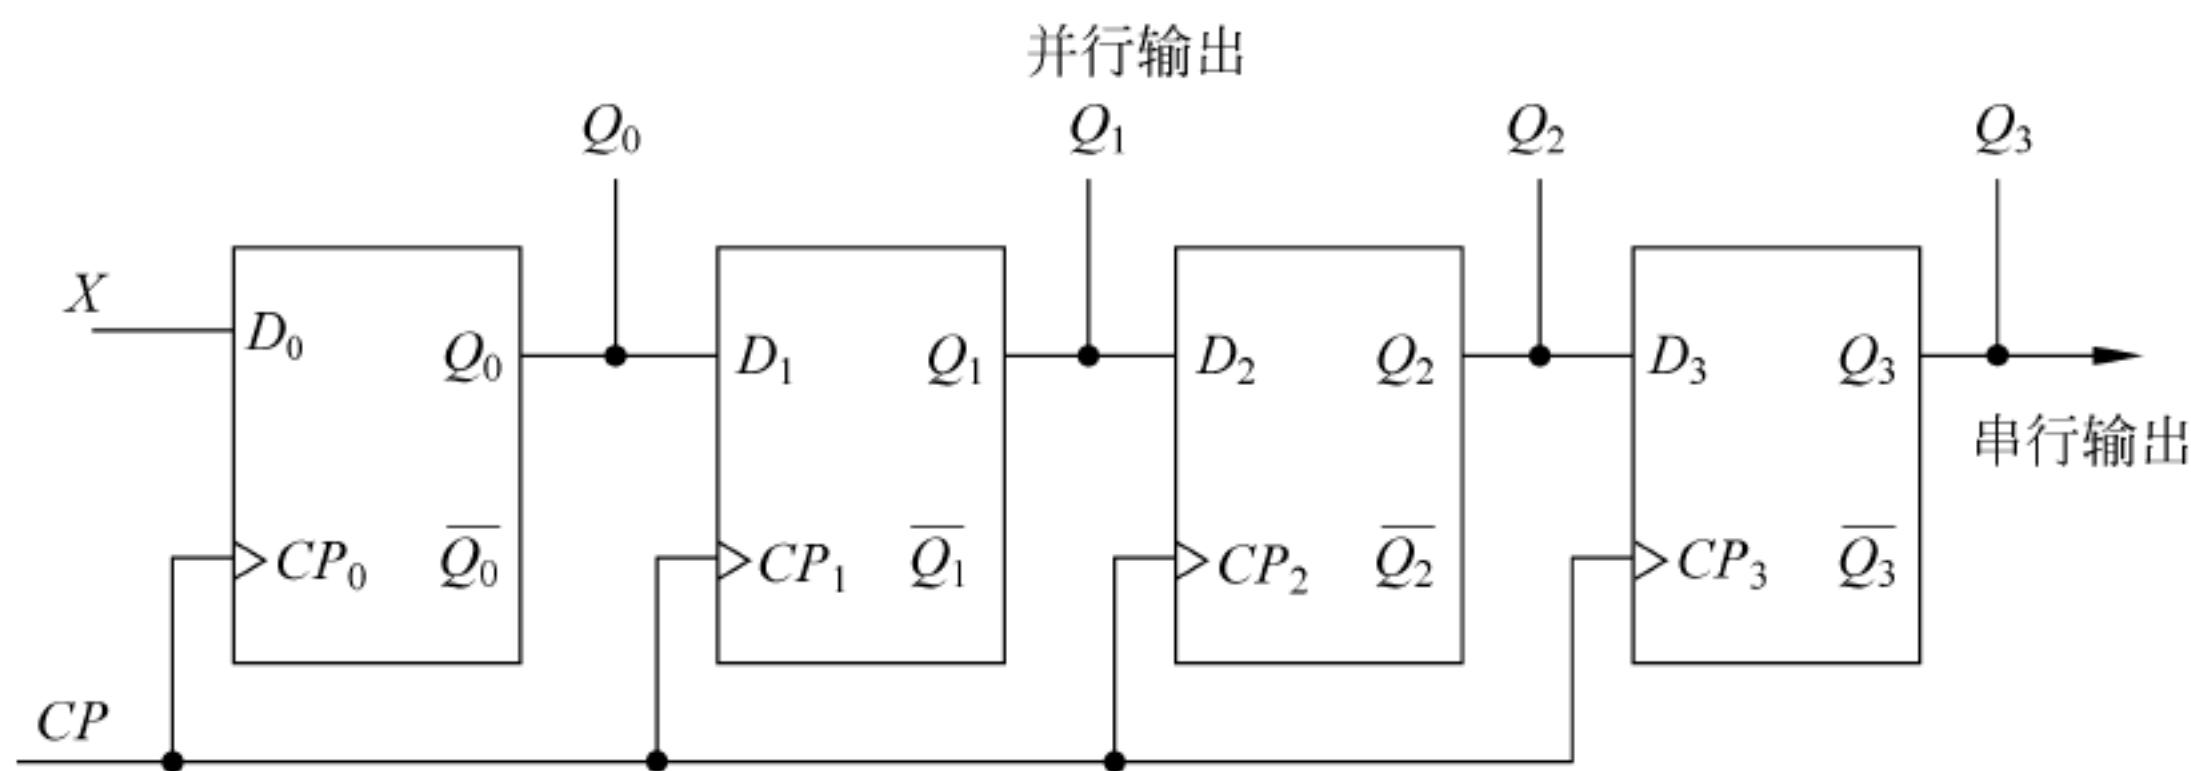 并行输出
Q₀ Q₁ Q₂ Q₃
X
D₀ Q₀ D₁ Q₁ D₂ Q₂ D₃ Q₃
串行输出
CP₀ Q̅₀ CP₁ Q̅₁ CP₂ Q̅₂ CP₃ Q̅₃
CP